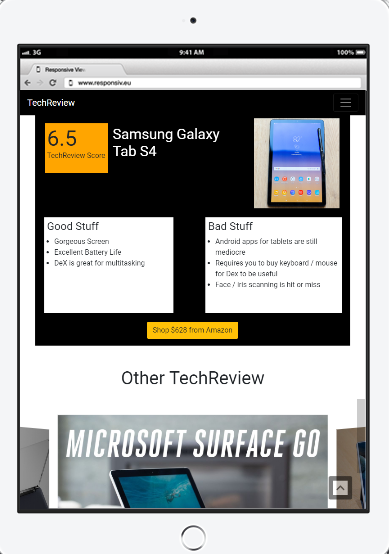 3G
9:41 AM
100%
Responsive View
www.responsiv.eu
TechReview
6.5
TechReview Score
Samsung Galaxy
Tab S4
Good Stuff
Gorgeous Screen
Excellent Battery Life
DeX is great for multitasking
Bad Stuff
Android apps for tablets are still
mediocre
Requires you to buy keyboard / mouse
for Dex to be useful
Face / Iris scanning is hit or miss
Shop $628 from Amazon
Other TechReview
MICROSOFT SURFACE GO